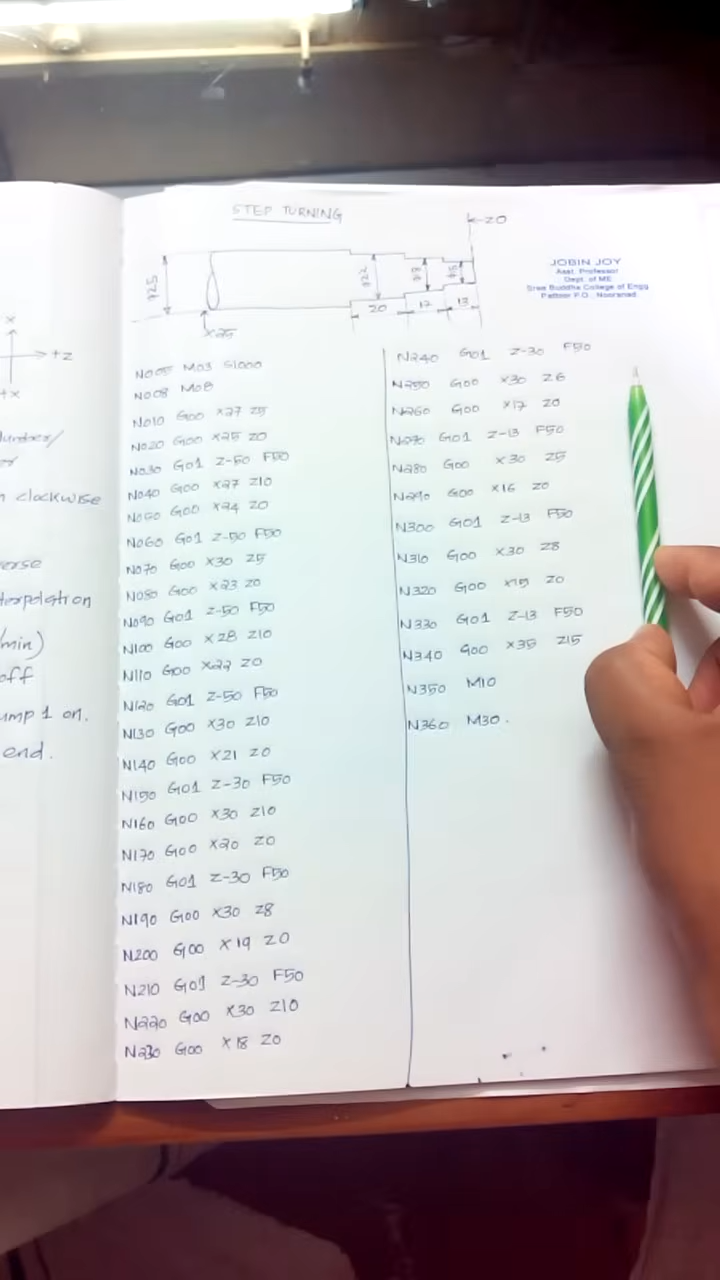 STEP TURNING
Z0
JOBIN JOY
Asst. Professor
Dept. of ME
Sree Buddha College of Engg
Pattoor P.O., Nooranad
20
17
13
X25
x
+z
+x
clockwise
(min)
off
ump 1 on.
end.
N005 M03 S1000
N008 M08
N010 G00 X27 Z5
N020 G00 X25 Z0
N030 G01 Z-50 F50
N040 G00 X27 Z10
N050 G00 X24 Z0
N060 G01 Z-50 F50
N070 G00 X30 Z5
N080 G00 X23 Z0
N090 G01 Z-50 F50
N100 G00 X28 Z10
N110 G00 X22 Z0
N120 G01 Z-50 F50
N130 G00 X30 Z10
N140 G00 X21 Z0
N150 G01 Z-30 F50
N160 G00 X30 Z10
N170 G00 X20 Z0
N180 G01 Z-30 F50
N190 G00 X30 Z8
N200 G00 X19 Z0
N210 G01 Z-30 F50
N220 G00 X30 Z10
N230 G00 X18 Z0
N240 G01 Z-30 F50
N250 G00 X30 Z6
N260 G00 X17 Z0
N270 G01 Z-13 F50
N280 G00 X30 Z5
N290 G00 X16 Z0
N300 G01 Z-13 F50
N310 G00 X30 Z8
N320 G00 X15 Z0
N330 G01 Z-13 F50
N340 G00 X35 Z15
N350 M10
N360 M30.